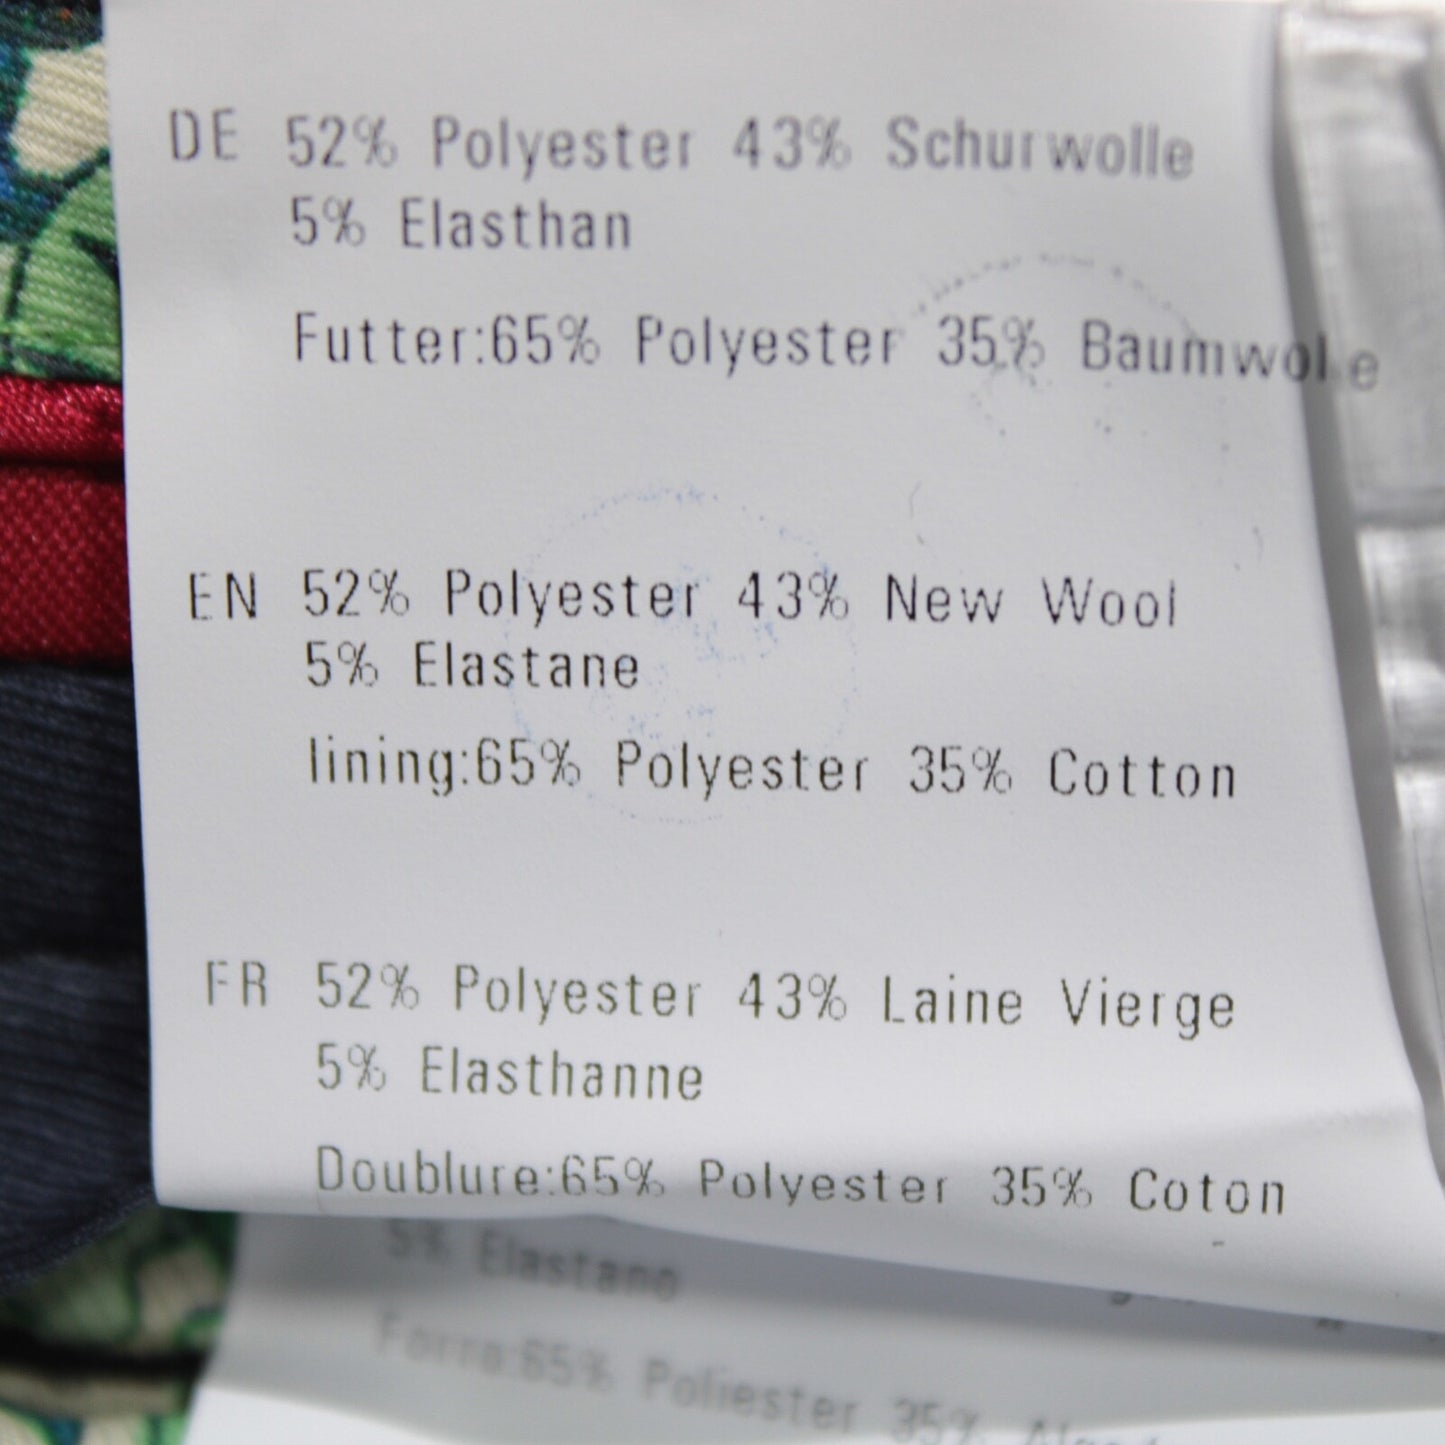 DE 52% Polyester 43% Schurwolle
5% Elasthan
Futter:65% Polyester 35% Baumwolle
EN 52% Polyester 43% New Wool
5% Elastane
lining:65% Polyester 35% Cotton
FR 52% Polyester 43% Laine Vierge
5% Elasthanne
Doublure:65% Polyester 35% Coton
5% Elastano
Forro:65% Poliester 35%